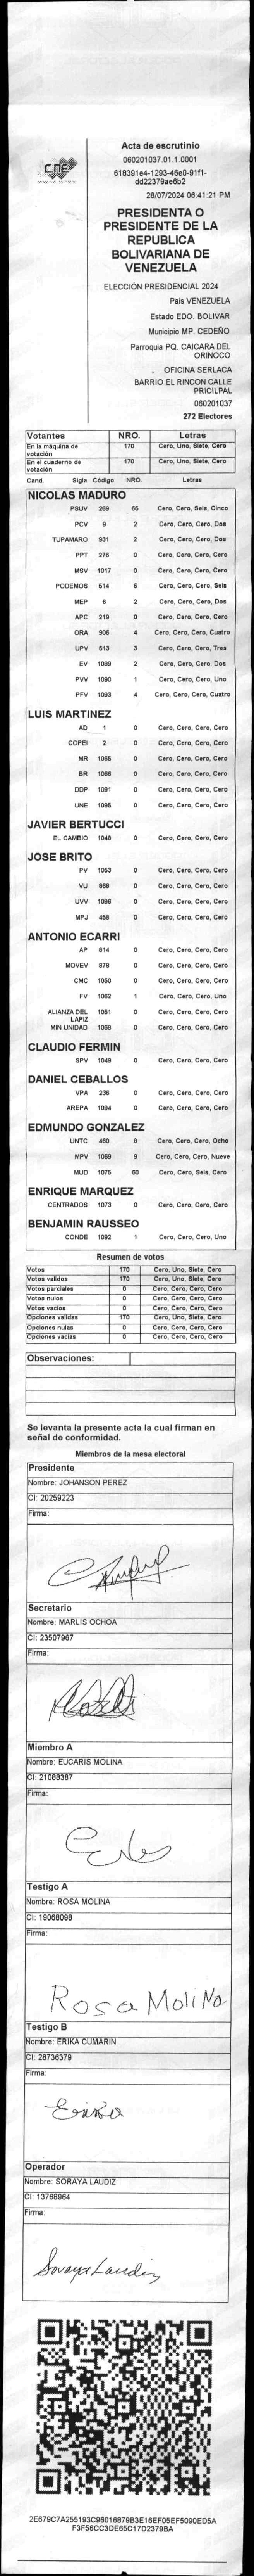 CNE
Acta de escrutinio
060201037.01.1.0001
618391e4-1293-46e0-91f1-
dd22379ae6b2
28/07/2024 06:41:21 PM
PRESIDENTA O
PRESIDENTE DE LA
REPUBLICA
BOLIVARIANA DE
VENEZUELA
ELECCIÓN PRESIDENCIAL 2024
Pais VENEZUELA
Estado EDO. BOLIVAR
Municipio MP. CEDEÑO
Parroquia PQ. CAICARA DEL
ORINOCO
OFICINA SERLACA
BARRIO EL RINCON CALLE
PRICILPAL
060201037
272 Electores
Votantes NRO. Letras
En la máquina de votación 170 Cero, Uno, Siete, Cero
En el cuaderno de votación 170 Cero, Uno, Siete, Cero
Cand. Sigla Código NRO. Letras
NICOLAS MADURO
PSUV 269 65 Cero, Cero, Seis, Cinco
PCV 9 2 Cero, Cero, Cero, Dos
TUPAMARO 931 2 Cero, Cero, Cero, Dos
PPT 276 0 Cero, Cero, Cero, Cero
MSV 1017 0 Cero, Cero, Cero, Cero
PODEMOS 514 6 Cero, Cero, Cero, Seis
MEP 6 2 Cero, Cero, Cero, Dos
APC 219 0 Cero, Cero, Cero, Cero
ORA 906 4 Cero, Cero, Cero, Cuatro
UPV 513 3 Cero, Cero, Cero, Tres
EV 1089 2 Cero, Cero, Cero, Dos
PVV 1090 1 Cero, Cero, Cero, Uno
PFV 1093 4 Cero, Cero, Cero, Cuatro
LUIS MARTINEZ
AD 1 0 Cero, Cero, Cero, Cero
COPEI 2 0 Cero, Cero, Cero, Cero
MR 1065 0 Cero, Cero, Cero, Cero
BR 1066 0 Cero, Cero, Cero, Cero
DDP 1091 0 Cero, Cero, Cero, Cero
UNE 1095 0 Cero, Cero, Cero, Cero
JAVIER BERTUCCI
EL CAMBIO 1048 0 Cero, Cero, Cero, Cero
JOSE BRITO
PV 1053 0 Cero, Cero, Cero, Cero
VU 968 0 Cero, Cero, Cero, Cero
UVV 1096 0 Cero, Cero, Cero, Cero
MPJ 458 0 Cero, Cero, Cero, Cero
ANTONIO ECARRI
AP 614 0 Cero, Cero, Cero, Cero
MOVEV 978 0 Cero, Cero, Cero, Cero
CMC 1050 0 Cero, Cero, Cero, Cero
FV 1062 1 Cero, Cero, Cero, Uno
ALIANZA DEL LAPIZ 1051 0 Cero, Cero, Cero, Cero
MIN UNIDAD 1058 0 Cero, Cero, Cero, Cero
CLAUDIO FERMIN
SPV 1049 0 Cero, Cero, Cero, Cero
DANIEL CEBALLOS
VPA 236 0 Cero, Cero, Cero, Cero
AREPA 1094 0 Cero, Cero, Cero, Cero
EDMUNDO GONZALEZ
UNTC 460 8 Cero, Cero, Cero, Ocho
MPV 1069 9 Cero, Cero, Cero, Nueve
MUD 1075 60 Cero, Cero, Seis, Cero
ENRIQUE MARQUEZ
CENTRADOS 1073 0 Cero, Cero, Cero, Cero
BENJAMIN RAUSSEO
CONDE 1092 1 Cero, Cero, Cero, Uno
Resumen de votos
Votos 170 Cero, Uno, Siete, Cero
Votos validos 170 Cero, Uno, Siete, Cero
Votos parciales 0 Cero, Cero, Cero, Cero
Votos nulos 0 Cero, Cero, Cero, Cero
Votos vacios 0 Cero, Cero, Cero, Cero
Opciones validas 170 Cero, Uno, Siete, Cero
Opciones nulas 0 Cero, Cero, Cero, Cero
Opciones vacias 0 Cero, Cero, Cero, Cero
Observaciones:
Se levanta la presente acta la cual firman en
señal de conformidad.
Miembros de la mesa electoral
Presidente
Nombre: JOHANSON PEREZ
CI: 20259223
Firma:
Secretario
Nombre: MARLIS OCHOA
CI: 23507967
Firma:
Miembro A
Nombre: EUCARIS MOLINA
CI: 21088387
Firma:
Testigo A
Nombre: ROSA MOLINA
CI: 19068098
Firma:
Rosa MoliNa
Testigo B
Nombre: ERIKA CUMARIN
CI: 28736379
Firma:
Erika
Operador
Nombre: SORAYA LAUDIZ
CI: 13768964
Firma:
Soraya Laudiz
2E679C7A255193C96016879B3E16EF05EF5090ED5A
F3F56CC3DE65C17D2379BA